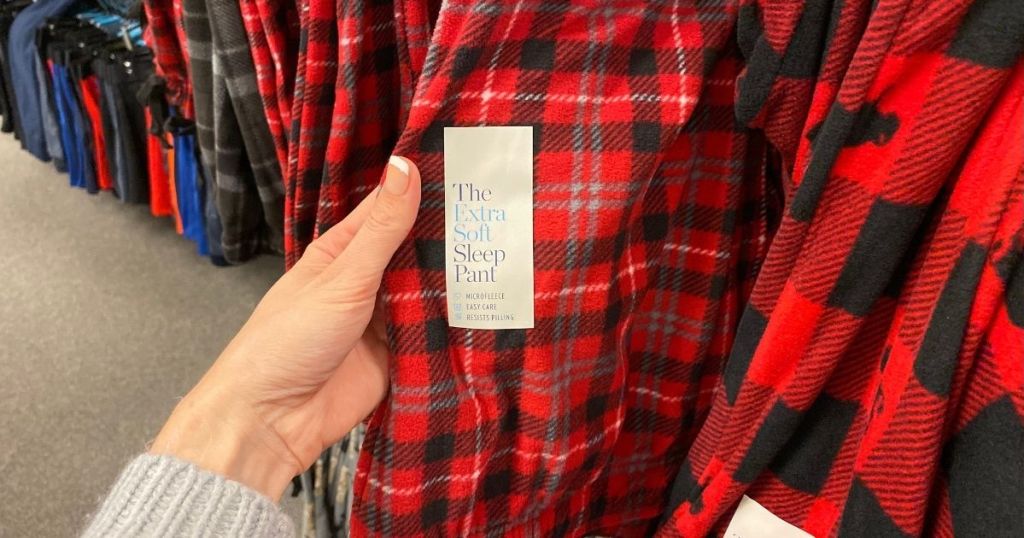 The
Extra
Soft
Sleep
Pant
MICROFLEECE
EASY CARE
RESISTS PILLING